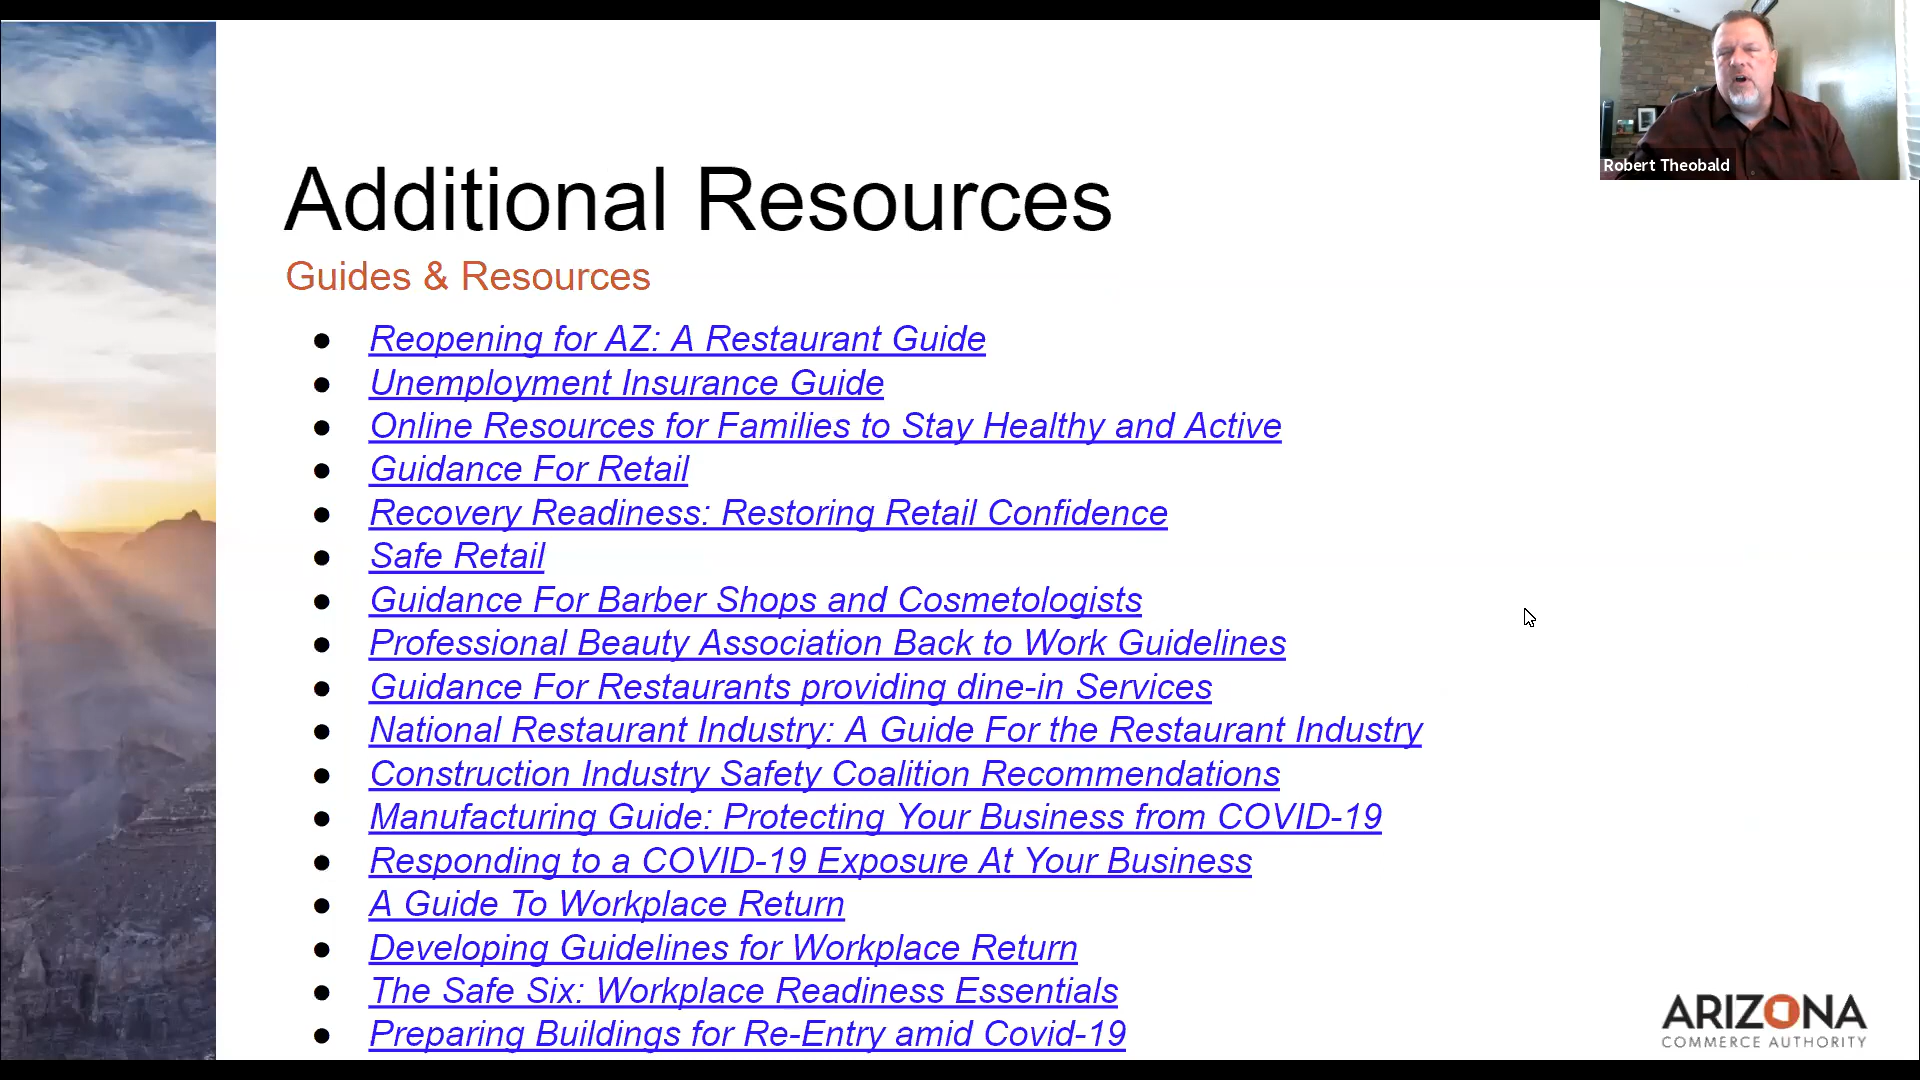 Robert Theobald
Additional Resources
Guides & Resources
● Reopening for AZ: A Restaurant Guide
● Unemployment Insurance Guide
● Online Resources for Families to Stay Healthy and Active
● Guidance For Retail
● Recovery Readiness: Restoring Retail Confidence
● Safe Retail
● Guidance For Barber Shops and Cosmetologists
● Professional Beauty Association Back to Work Guidelines
● Guidance For Restaurants providing dine-in Services
● National Restaurant Industry: A Guide For the Restaurant Industry
● Construction Industry Safety Coalition Recommendations
● Manufacturing Guide: Protecting Your Business from COVID-19
● Responding to a COVID-19 Exposure At Your Business
● A Guide To Workplace Return
● Developing Guidelines for Workplace Return
● The Safe Six: Workplace Readiness Essentials
● Preparing Buildings for Re-Entry amid Covid-19
ARIZONA
COMMERCE AUTHORITY